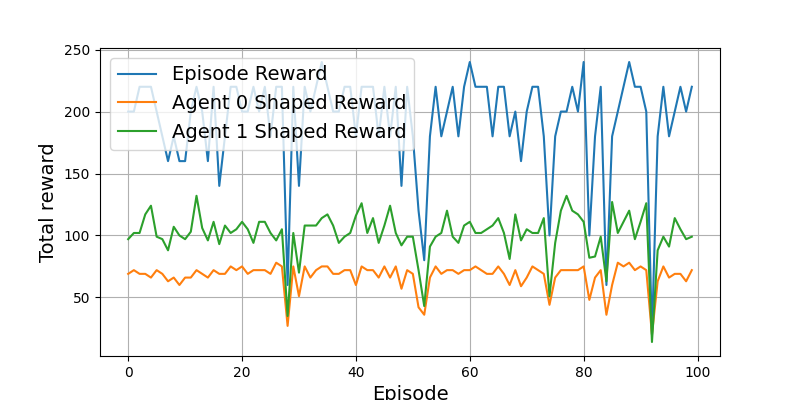 250
200
150
100
50
Total reward
Episode Reward
Agent 0 Shaped Reward
Agent 1 Shaped Reward
0 20 40 60 80 100
Episode